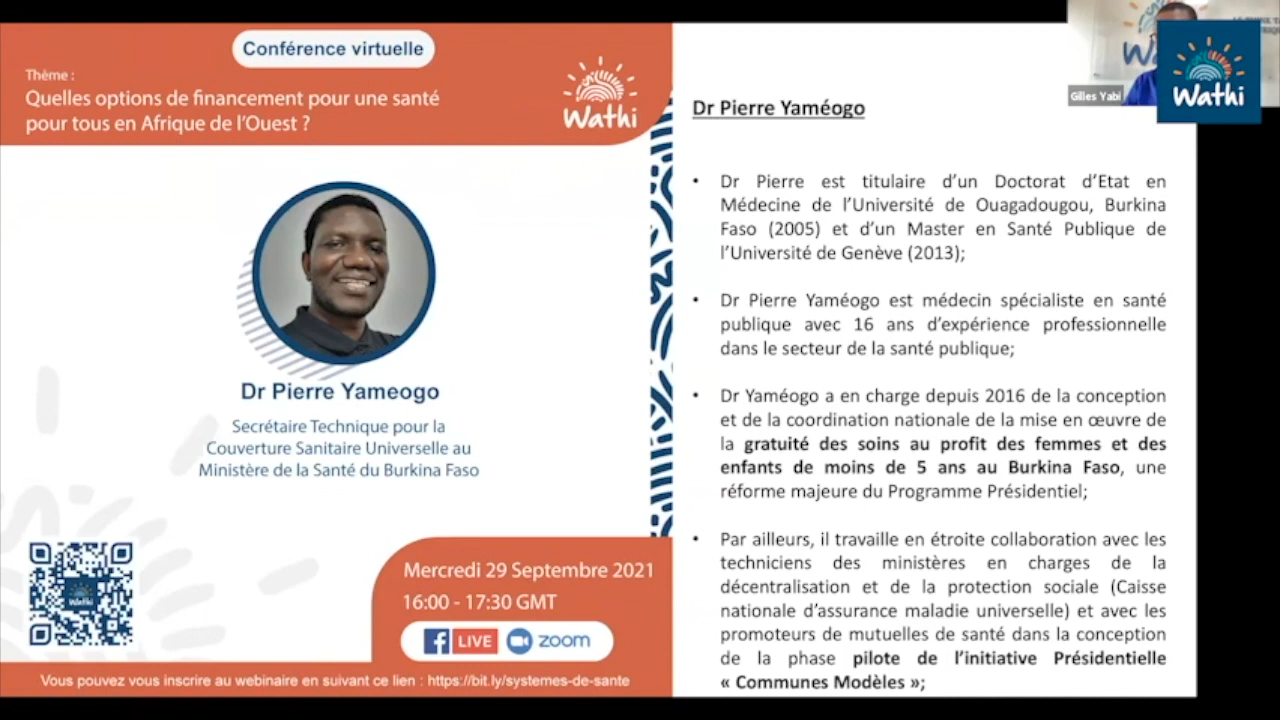 Conférence virtuelle
Thème :
Quelles options de financement pour une santé
pour tous en Afrique de l'Ouest ?
Wathi
Dr Pierre Yameogo
Secrétaire Technique pour la
Couverture Sanitaire Universelle au
Ministère de la Santé du Burkina Faso
Wathi
Mercredi 29 Septembre 2021
16:00 - 17:30 GMT
LIVE
zoom
Vous pouvez vous inscrire au webinaire en suivant ce lien : https://bit.ly/systemes-de-sante
Gilles Yabi
Wathi
Dr Pierre Yaméogo
• Dr Pierre est titulaire d'un Doctorat d'Etat en
Médecine de l'Université de Ouagadougou, Burkina
Faso (2005) et d'un Master en Santé Publique de
l'Université de Genève (2013);
• Dr Pierre Yaméogo est médecin spécialiste en santé
publique avec 16 ans d'expérience professionnelle
dans le secteur de la santé publique;
• Dr Yaméogo a en charge depuis 2016 de la conception
et de la coordination nationale de la mise en œuvre de
la gratuité des soins au profit des femmes et des
enfants de moins de 5 ans au Burkina Faso, une
réforme majeure du Programme Présidentiel;
• Par ailleurs, il travaille en étroite collaboration avec les
techniciens des ministères en charges de la
décentralisation et de la protection sociale (Caisse
nationale d'assurance maladie universelle) et avec les
promoteurs de mutuelles de santé dans la conception
de la phase pilote de l'initiative Présidentielle
« Communes Modèles »;